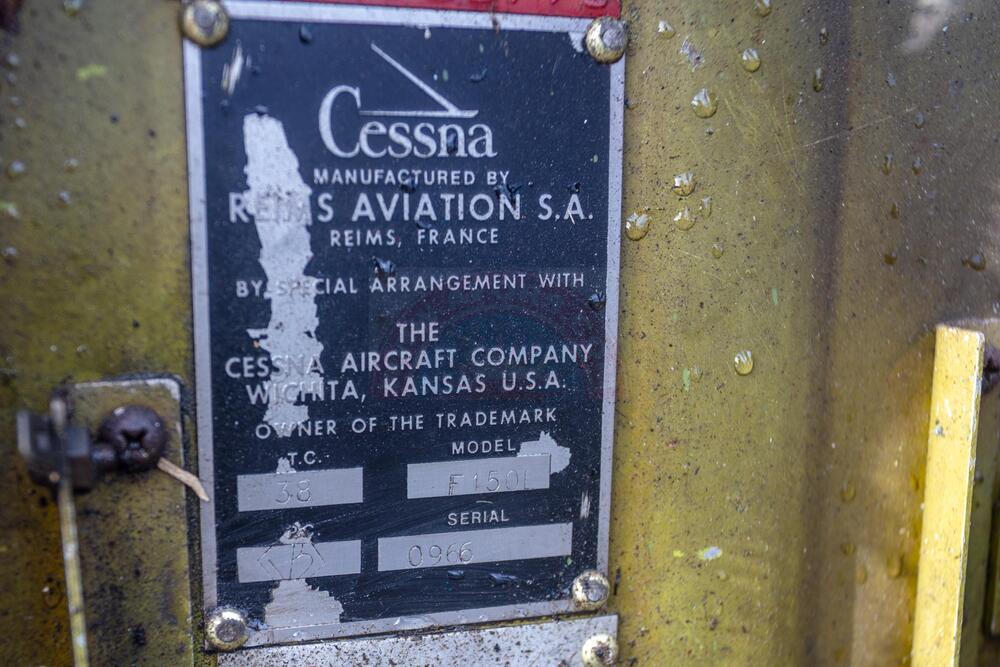 Cessna
MANUFACTURED BY
REIMS AVIATION S.A.
REIMS, FRANCE
BY SPECIAL ARRANGEMENT WITH
THE
CESSNA AIRCRAFT COMPANY
WICHITA, KANSAS U.S.A.
OWNER OF THE TRADEMARK
T.C. MODEL
38 F150L
SERIAL
0966